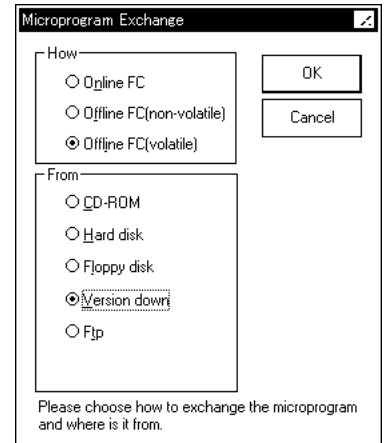 Microprogram Exchange
How
Online FC
Offline FC(non-volatile)
Offline FC(volatile)
OK
Cancel
From
CD-ROM
Hard disk
Floppy disk
Version down
Ftp
Please choose how to exchange the microprogram
and where is it from.